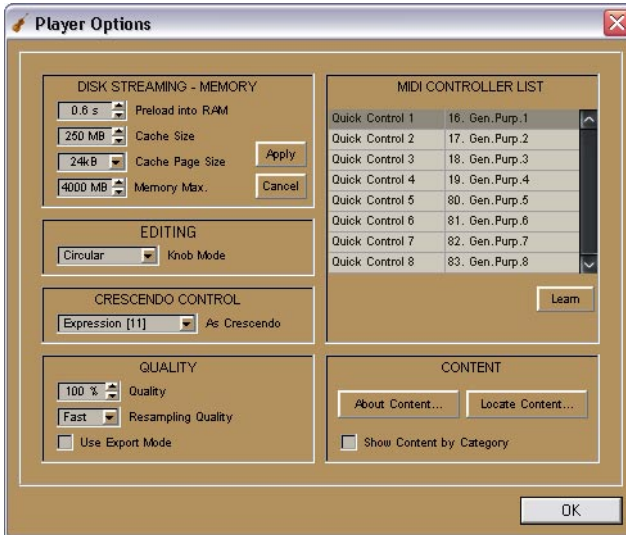 Player Options
DISK STREAMING - MEMORY
0.6 s Preload into RAM
250 MB Cache Size
24kB Cache Page Size
Apply
4000 MB Memory Max.
Cancel
EDITING
Circular Knob Mode
CRESCENDO CONTROL
Expression [11] As Crescendo
QUALITY
100 % Quality
Fast Resampling Quality
Use Export Mode
MIDI CONTROLLER LIST
Quick Control 1 16. Gen.Purp.1
Quick Control 2 17. Gen.Purp.2
Quick Control 3 18. Gen.Purp.3
Quick Control 4 19. Gen.Purp.4
Quick Control 5 80. Gen.Purp.5
Quick Control 6 81. Gen.Purp.6
Quick Control 7 82. Gen.Purp.7
Quick Control 8 83. Gen.Purp.8
Learn
CONTENT
About Content... Locate Content...
Show Content by Category
OK